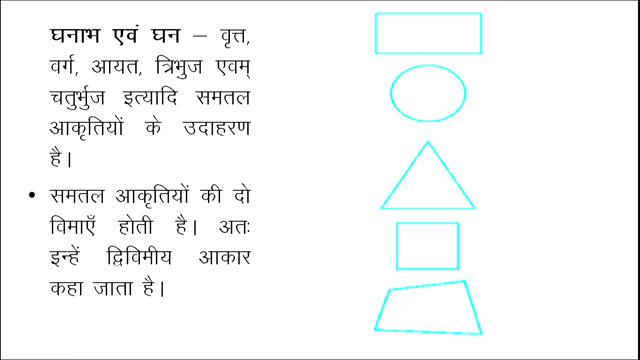 घनाभ एवं घन – वृत्त,
वर्ग, आयत, त्रिभुज एवम्
चतुर्भुज इत्यादि समतल
आकृतियों के उदाहरण
है।
• समतल आकृतियों की दो
विमाएँ होती है। अतः
इन्हें द्विविमीय आकार
कहा जाता है।